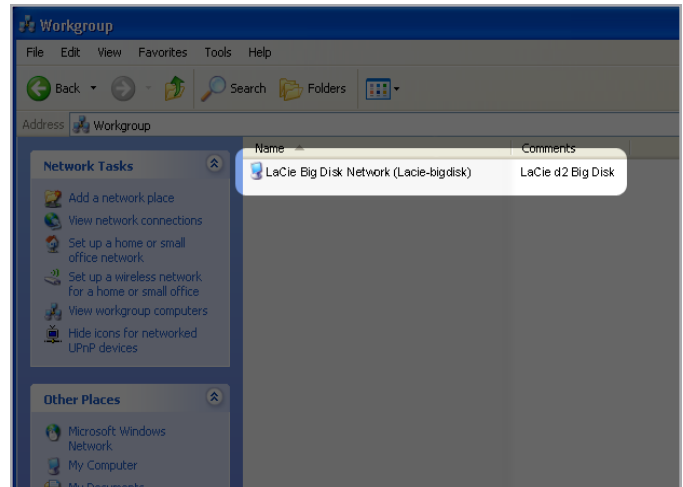 Workgroup
File Edit View Favorites Tools Help
Back Search Folders
Address Workgroup
Name Comments
LaCie Big Disk Network (Lacie-bigdisk) LaCie d2 Big Disk
Network Tasks
Add a network place
View network connections
Set up a home or small
office network
Set up a wireless network
for a home or small office
View workgroup computers
Hide icons for networked
UPnP devices
Other Places
Microsoft Windows
Network
My Computer
My Documents